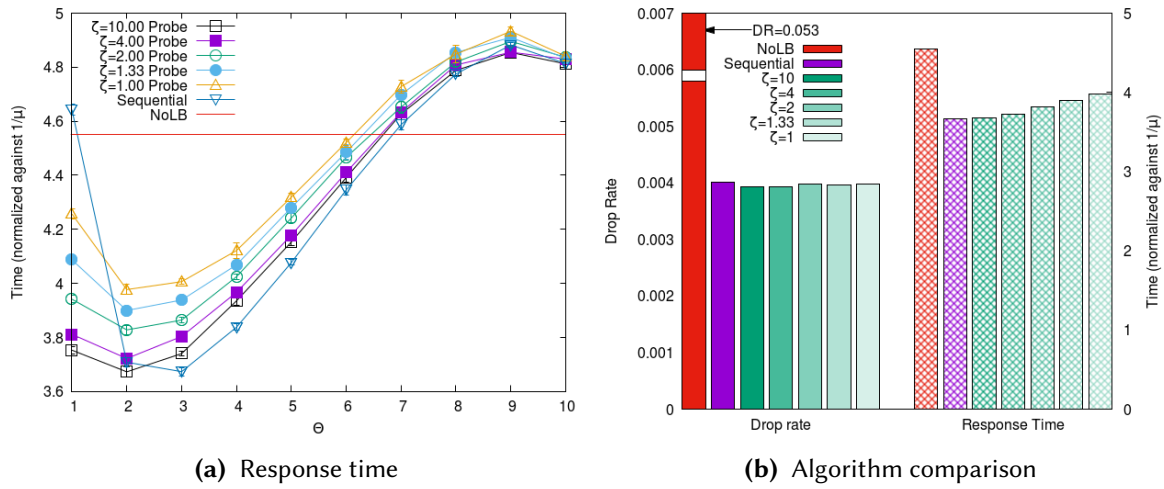 ζ=10.00 Probe
ζ=4.00 Probe
ζ=2.00 Probe
ζ=1.33 Probe
ζ=1.00 Probe
Sequential
NoLB
Time (normalized against 1/μ)
5
4.8
4.6
4.4
4.2
4
3.8
3.6
1 2 3 4 5 6 7 8 9 10
Θ
(a) Response time
DR=0.053
NoLB
Sequential
ζ=10
ζ=4
ζ=2
ζ=1.33
ζ=1
Drop Rate
0.007
0.006
0.005
0.004
0.003
0.002
0.001
0
Drop rate Response Time
5
4
3
2
1
0
Time (normalized against 1/μ)
(b) Algorithm comparison